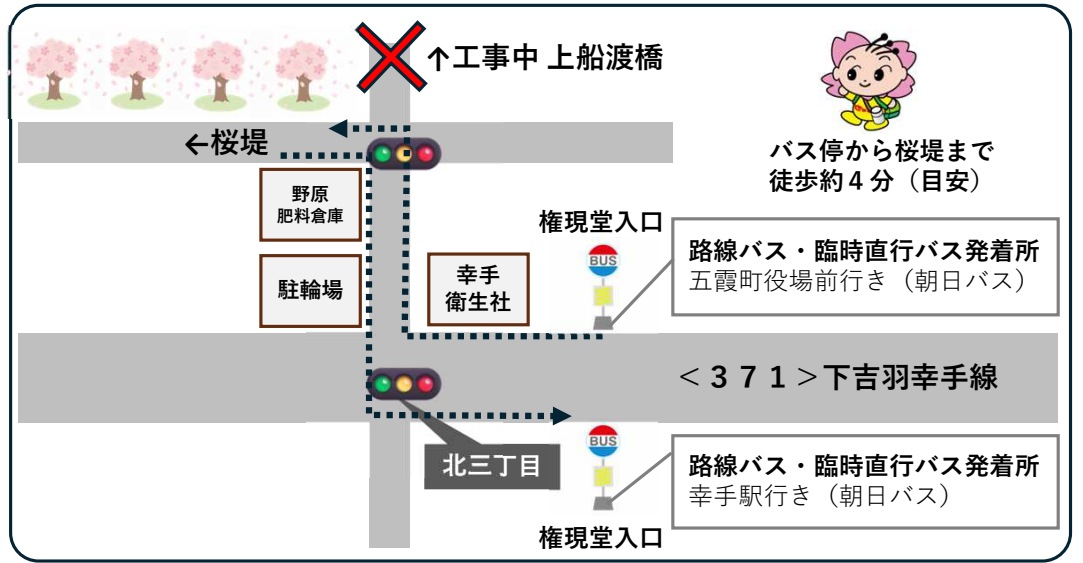 ↑工事中 上船渡橋
←桜堤
バス停から桜堤まで
徒歩約４分（目安）
野原
肥料倉庫
権現堂入口
BUS
路線バス・臨時直行バス発着所
五霞町役場前行き（朝日バス）
駐輪場
幸手
衛生社
＜３７１＞下吉羽幸手線
北三丁目
BUS
路線バス・臨時直行バス発着所
幸手駅行き（朝日バス）
権現堂入口